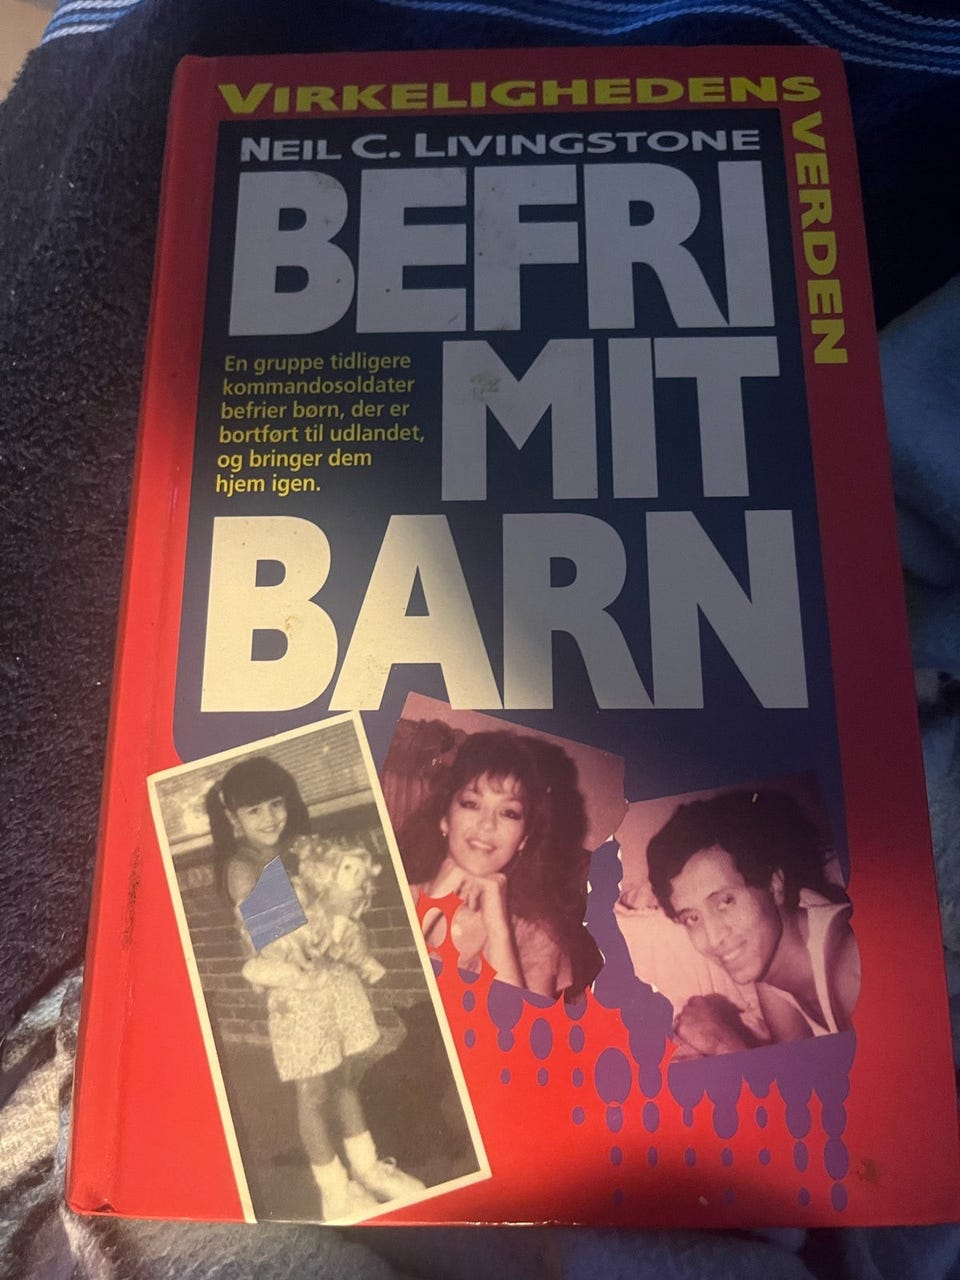 VIRKELIGHEDENS
VERDEN
NEIL C. LIVINGSTONE
BEFRI
MIT
BARN
En gruppe tidligere
kommandosoldater
befrier børn, der er
bortført til udlandet,
og bringer dem
hjem igen.